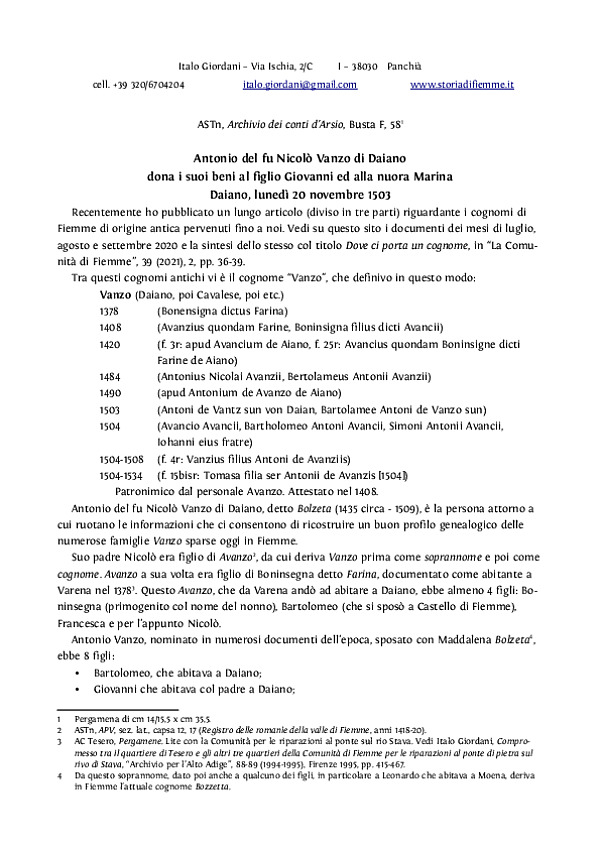 Italo Giordani – Via Ischia, 2/C I – 38030 Panchià
cell. +39 320/6704204 italo.giordani@gmail.com www.storiadifiemme.it
ASTn, Archivio dei conti d'Arsio, Busta F, 58¹
Antonio del fu Nicolò Vanzo di Daiano
dona i suoi beni al figlio Giovanni ed alla nuora Marina
Daiano, lunedì 20 novembre 1503
Recentemente ho pubblicato un lungo articolo (diviso in tre parti) riguardante i cognomi di
Fiemme di origine antica pervenuti fino a noi. Vedi su questo sito i documenti dei mesi di luglio,
agosto e settembre 2020 e la sintesi dello stesso col titolo Dove ci porta un cognome, in "La Comu-
nità di Fiemme", 39 (2021), 2, pp. 36-39.
Tra questi cognomi antichi vi è il cognome "Vanzo", che definivo in questo modo:
Vanzo (Daiano, poi Cavalese, poi etc.)
1378 (Bonensigna dictus Farina)
1408 (Avanzius quondam Farine, Boninsigna filius dicti Avancii)
1420 (f. 3r: apud Avancium de Aiano, f. 25r: Avancius quondam Boninsigne dicti
Farine de Aiano)
1484 (Antonius Nicolai Avanzii, Bertolameus Antonii Avanzii)
1490 (apud Antonium de Avanzo de Aiano)
1503 (Antoni de Vantz sun von Daian, Bartolamee Antoni de Vanzo sun)
1504 (Avancio Avancii, Bartholomeo Antoni Avancii, Simoni Antonii Avancii,
Iohanni eius fratre)
1504-1508 (f. 4r: Vanzius filius Antoni de Avanziis)
1504-1534 (f. 15bisr: Tomasa filia ser Antonii de Avanzis [1504])
Patronimico dal personale Avanzo. Attestato nel 1408.
Antonio del fu Nicolò Vanzo di Daiano, detto Bolzeta (1435 circa - 1509), è la persona attorno a
cui ruotano le informazioni che ci consentono di ricostruire un buon profilo genealogico delle
numerose famiglie Vanzo sparse oggi in Fiemme.
Suo padre Nicolò era figlio di Avanzo², da cui deriva Vanzo prima come soprannome e poi come
cognome. Avanzo a sua volta era figlio di Boninsegna detto Farina, documentato come abitante a
Varena nel 1378³. Questo Avanzo, che da Varena andò ad abitare a Daiano, ebbe almeno 4 figli: Bo-
ninsegna (primogenito col nome del nonno), Bartolomeo (che si sposò a Castello di Fiemme),
Francesca e per l'appunto Nicolò.
Antonio Vanzo, nominato in numerosi documenti dell'epoca, sposato con Maddalena Bolzeta⁴,
ebbe 8 figli:
• Bartolomeo, che abitava a Daiano;
• Giovanni che abitava col padre a Daiano;
1 Pergamena di cm 14/15,5 x cm 35,5.
2 ASTn, APV, sez. lat., capsa 12, 17 (Registro delle romanie della valle di Fiemme, anni 1418-20).
3 AC Tesero, Pergamene. Lite con la Comunità per le riparazioni al ponte sul rio Stava. Vedi Italo Giordani, Compro-
messo tra il quartiere di Tesero e gli altri tre quartieri della Comunità di Fiemme per le riparazioni al ponte di pietra sul
rivo di Stava, "Archivio per l'Alto Adige", 88-89 (1994-1995), Firenze 1995, pp. 415-467.
4 Da questo soprannome, dato poi anche a qualcuno dei figli, in particolare a Leonardo che abitava a Moena, deriva
in Fiemme l'attuale cognome Bozzetta.